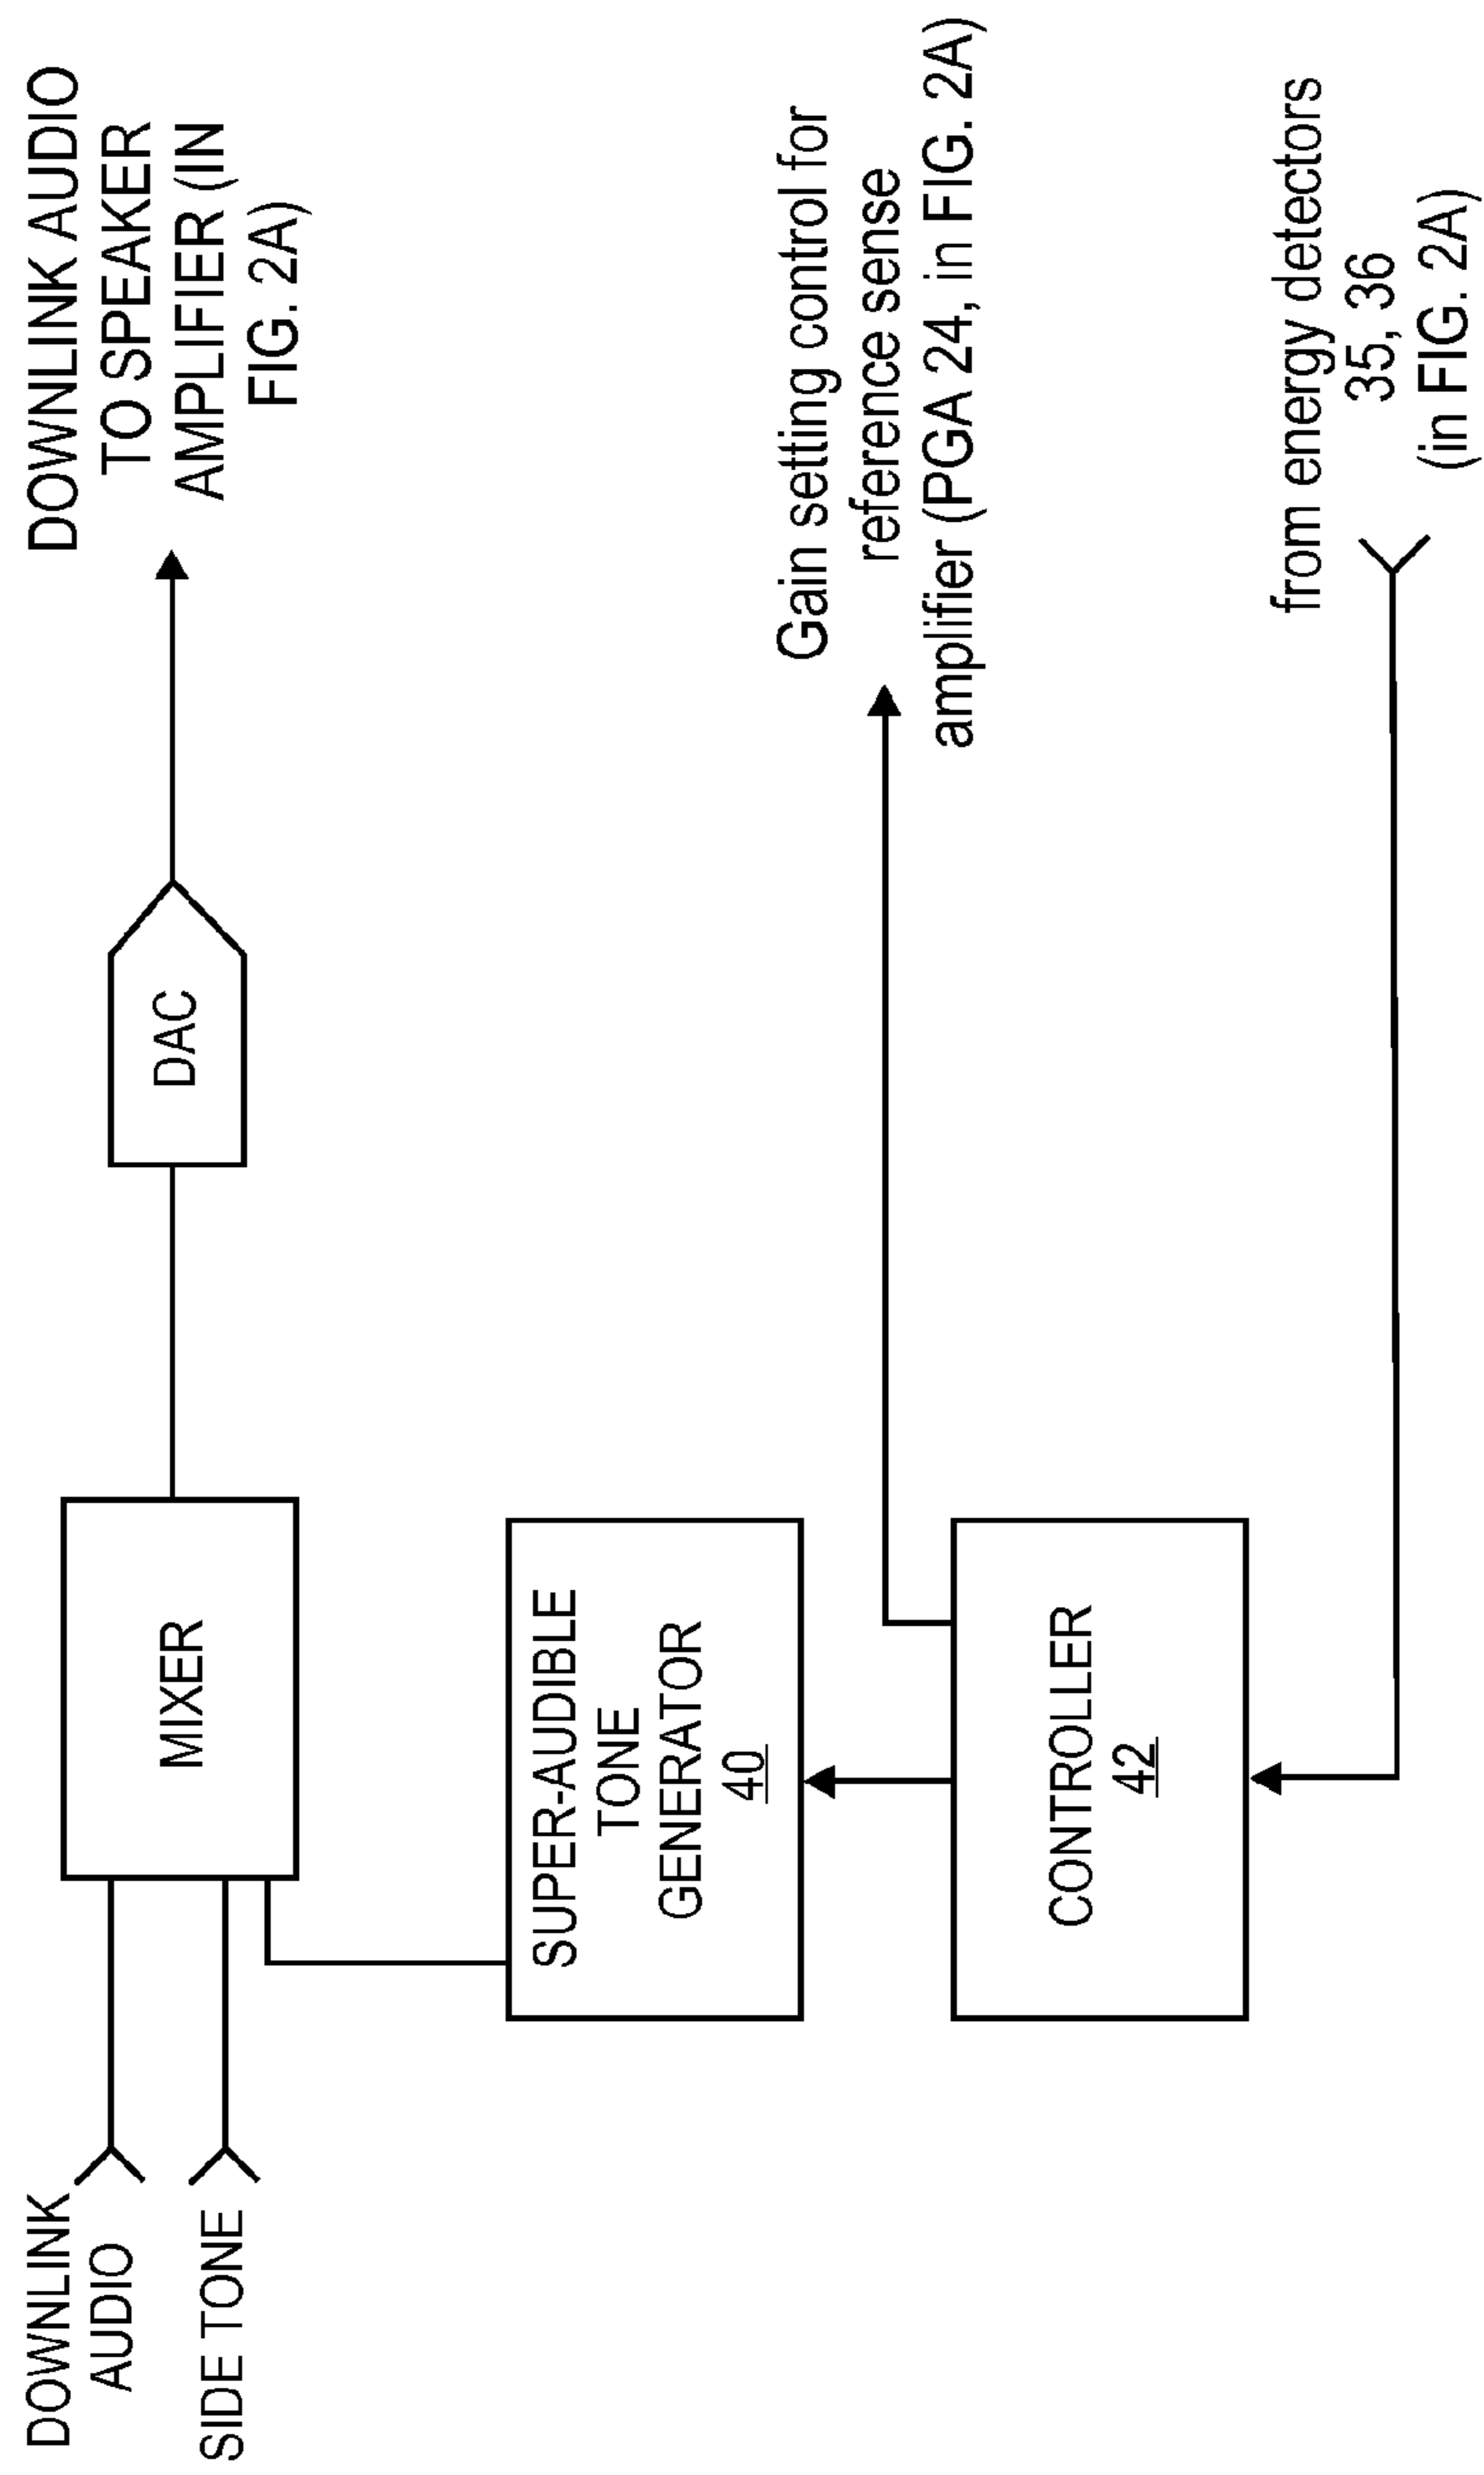 DOWNLINK
AUDIO
SIDE TONE
MIXER
DAC
DOWNLINK AUDIO
TO SPEAKER
AMPLIFIER (IN
FIG. 2A)
SUPER-AUDIBLE
TONE
GENERATOR
40
Gain setting control for
reference sense
amplifier (PGA 24, in FIG. 2A)
CONTROLLER
42
from energy detectors
35, 36
(in FIG. 2A)